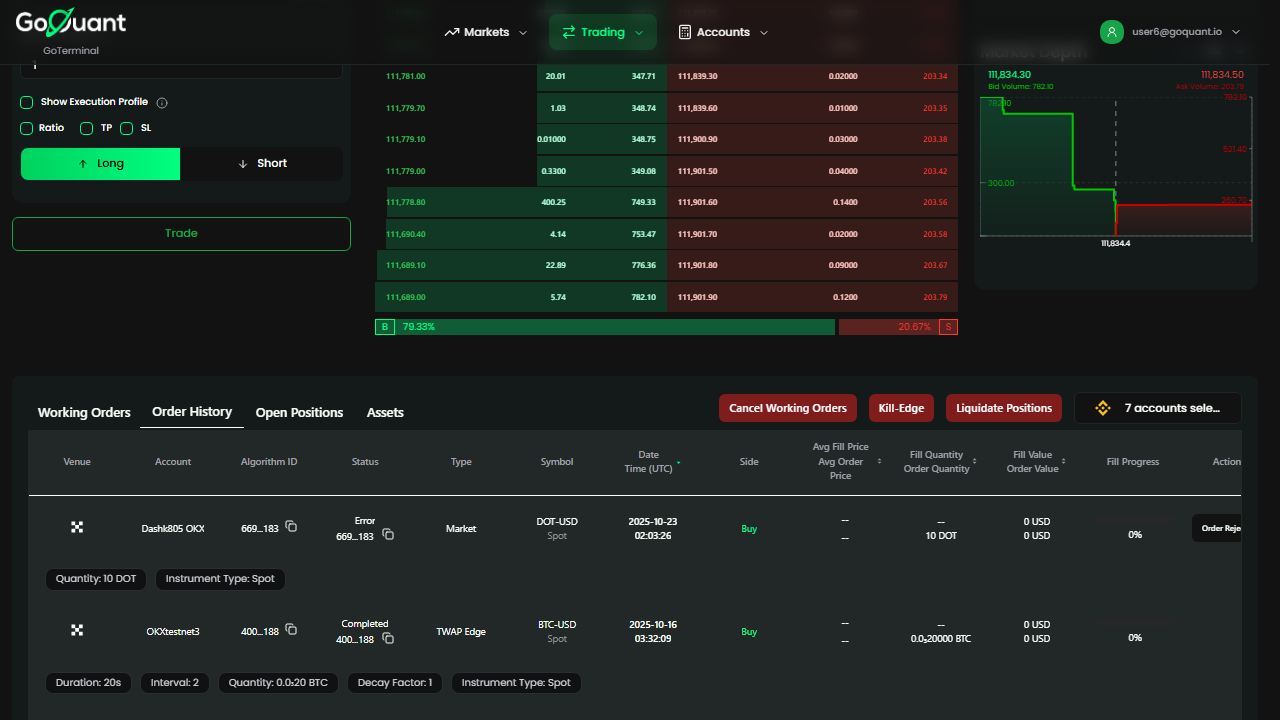 GoQuant
GoTerminal
Markets
Trading
Accounts
user6@goquant.io
Market Depth
Show Execution Profile
Ratio TP SL
Long Short
Trade
111,781.00 20.01 347.71 111,839.30 0.02000 203.34
111,779.70 1.03 348.74 111,839.60 0.01000 203.35
111,779.10 0.01000 348.75 111,900.90 0.03000 203.38
111,779.00 0.3300 349.08 111,901.50 0.04000 203.42
111,778.80 400.25 749.33 111,901.60 0.1400 203.56
111,690.40 4.14 753.47 111,901.70 0.02000 203.58
111,689.10 22.89 776.36 111,901.80 0.09000 203.67
111,689.00 5.74 782.10 111,901.90 0.1200 203.79
B 79.33% 20.67% S
111,834.30 111,834.50
Bid Volume: 782.10 Ask Volume: 203.79
782.10
300.00
111,834.4
Working Orders Order History Open Positions Assets
Cancel Working Orders Kill-Edge Liquidate Positions 7 accounts sele...
Venue Account Algorithm ID Status Type Symbol Date Time (UTC) Side Avg Fill Price Avg Order Price Fill Quantity Order Quantity Fill Value Order Value Fill Progress Action
Dashk805 OKX 669...183 Error 669...183 Market DOT-USD Spot 2025-10-23 02:03:26 Buy -- -- -- 10 DOT 0 USD 0 USD 0% Order Reje
Quantity: 10 DOT Instrument Type: Spot
OKXtestnet3 400...188 Completed 400...188 TWAP Edge BTC-USD Spot 2025-10-16 03:32:09 Buy -- -- -- 0.0₃20000 BTC 0 USD 0 USD 0%
Duration: 20s Interval: 2 Quantity: 0.0₃20 BTC Decay Factor: 1 Instrument Type: Spot